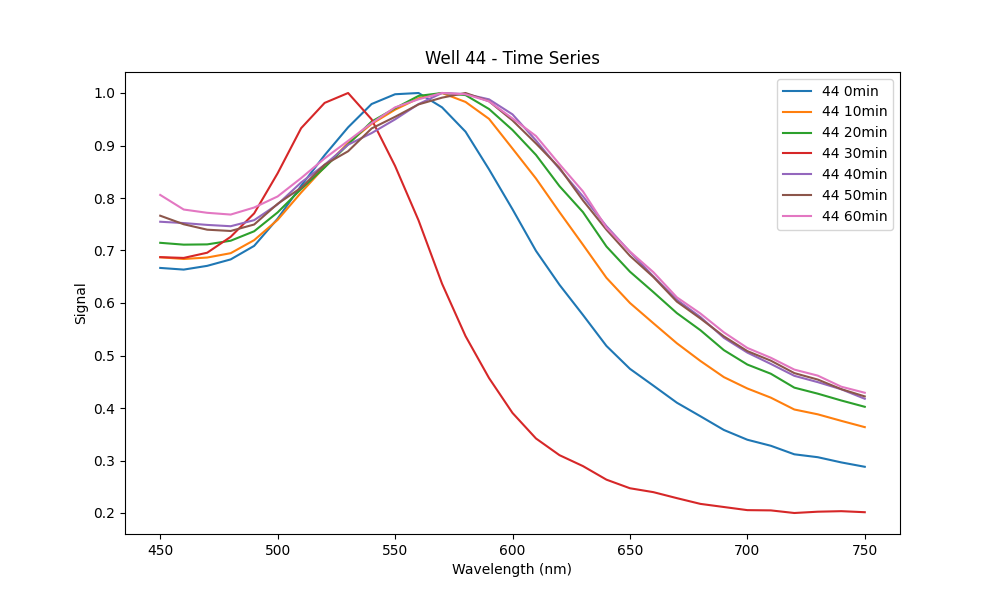 Well 44 - Time Series
1.0
0.9
0.8
0.7
0.6
0.5
0.4
0.3
0.2
Signal
450
500
550
600
650
700
750
Wavelength (nm)
44 0min
44 10min
44 20min
44 30min
44 40min
44 50min
44 60min